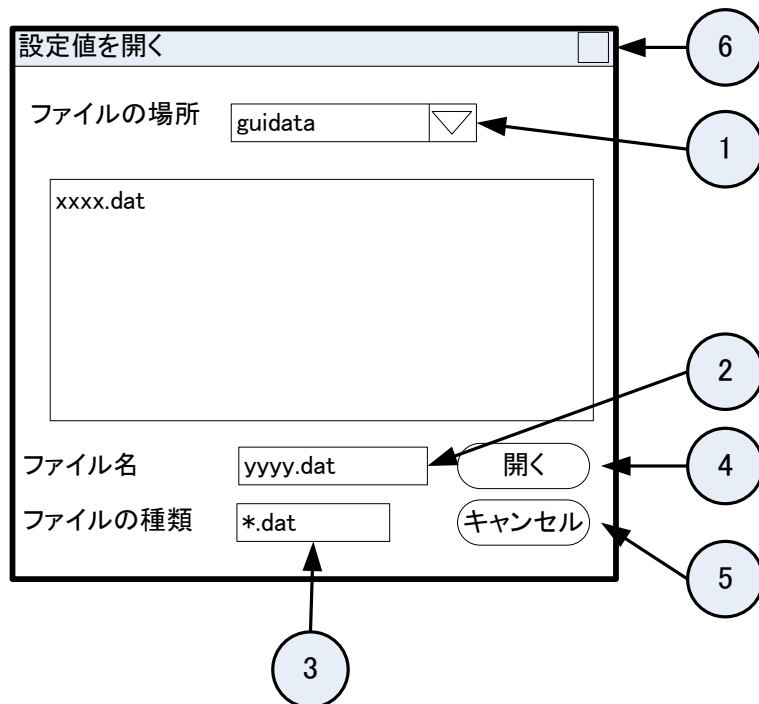 設定値を開く
6
ファイルの場所
guidata
1
xxxx.dat
2
ファイル名
yyyy.dat
開く
4
ファイルの種類
*.dat
キャンセル
5
3